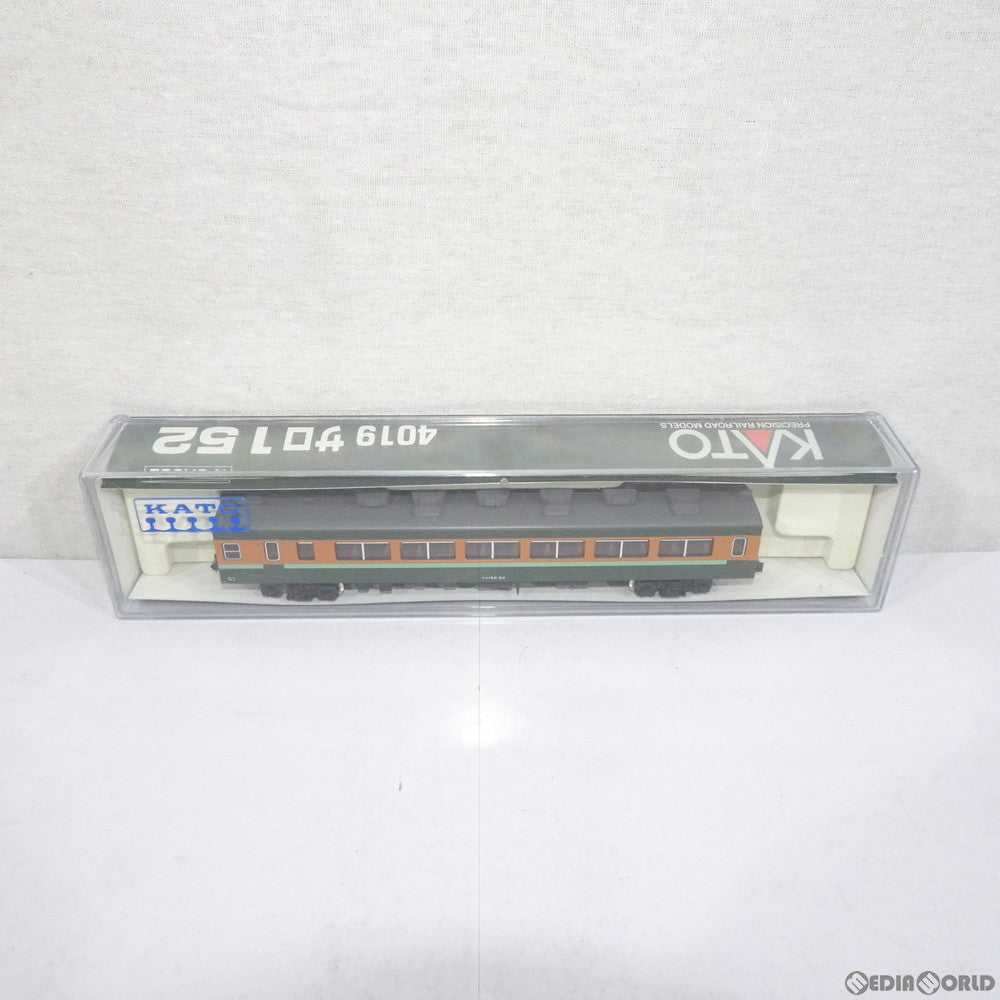 KATO
PRECISION RAILROAD MODELS
4019 サロ152
KATO
MEDIAWORLD